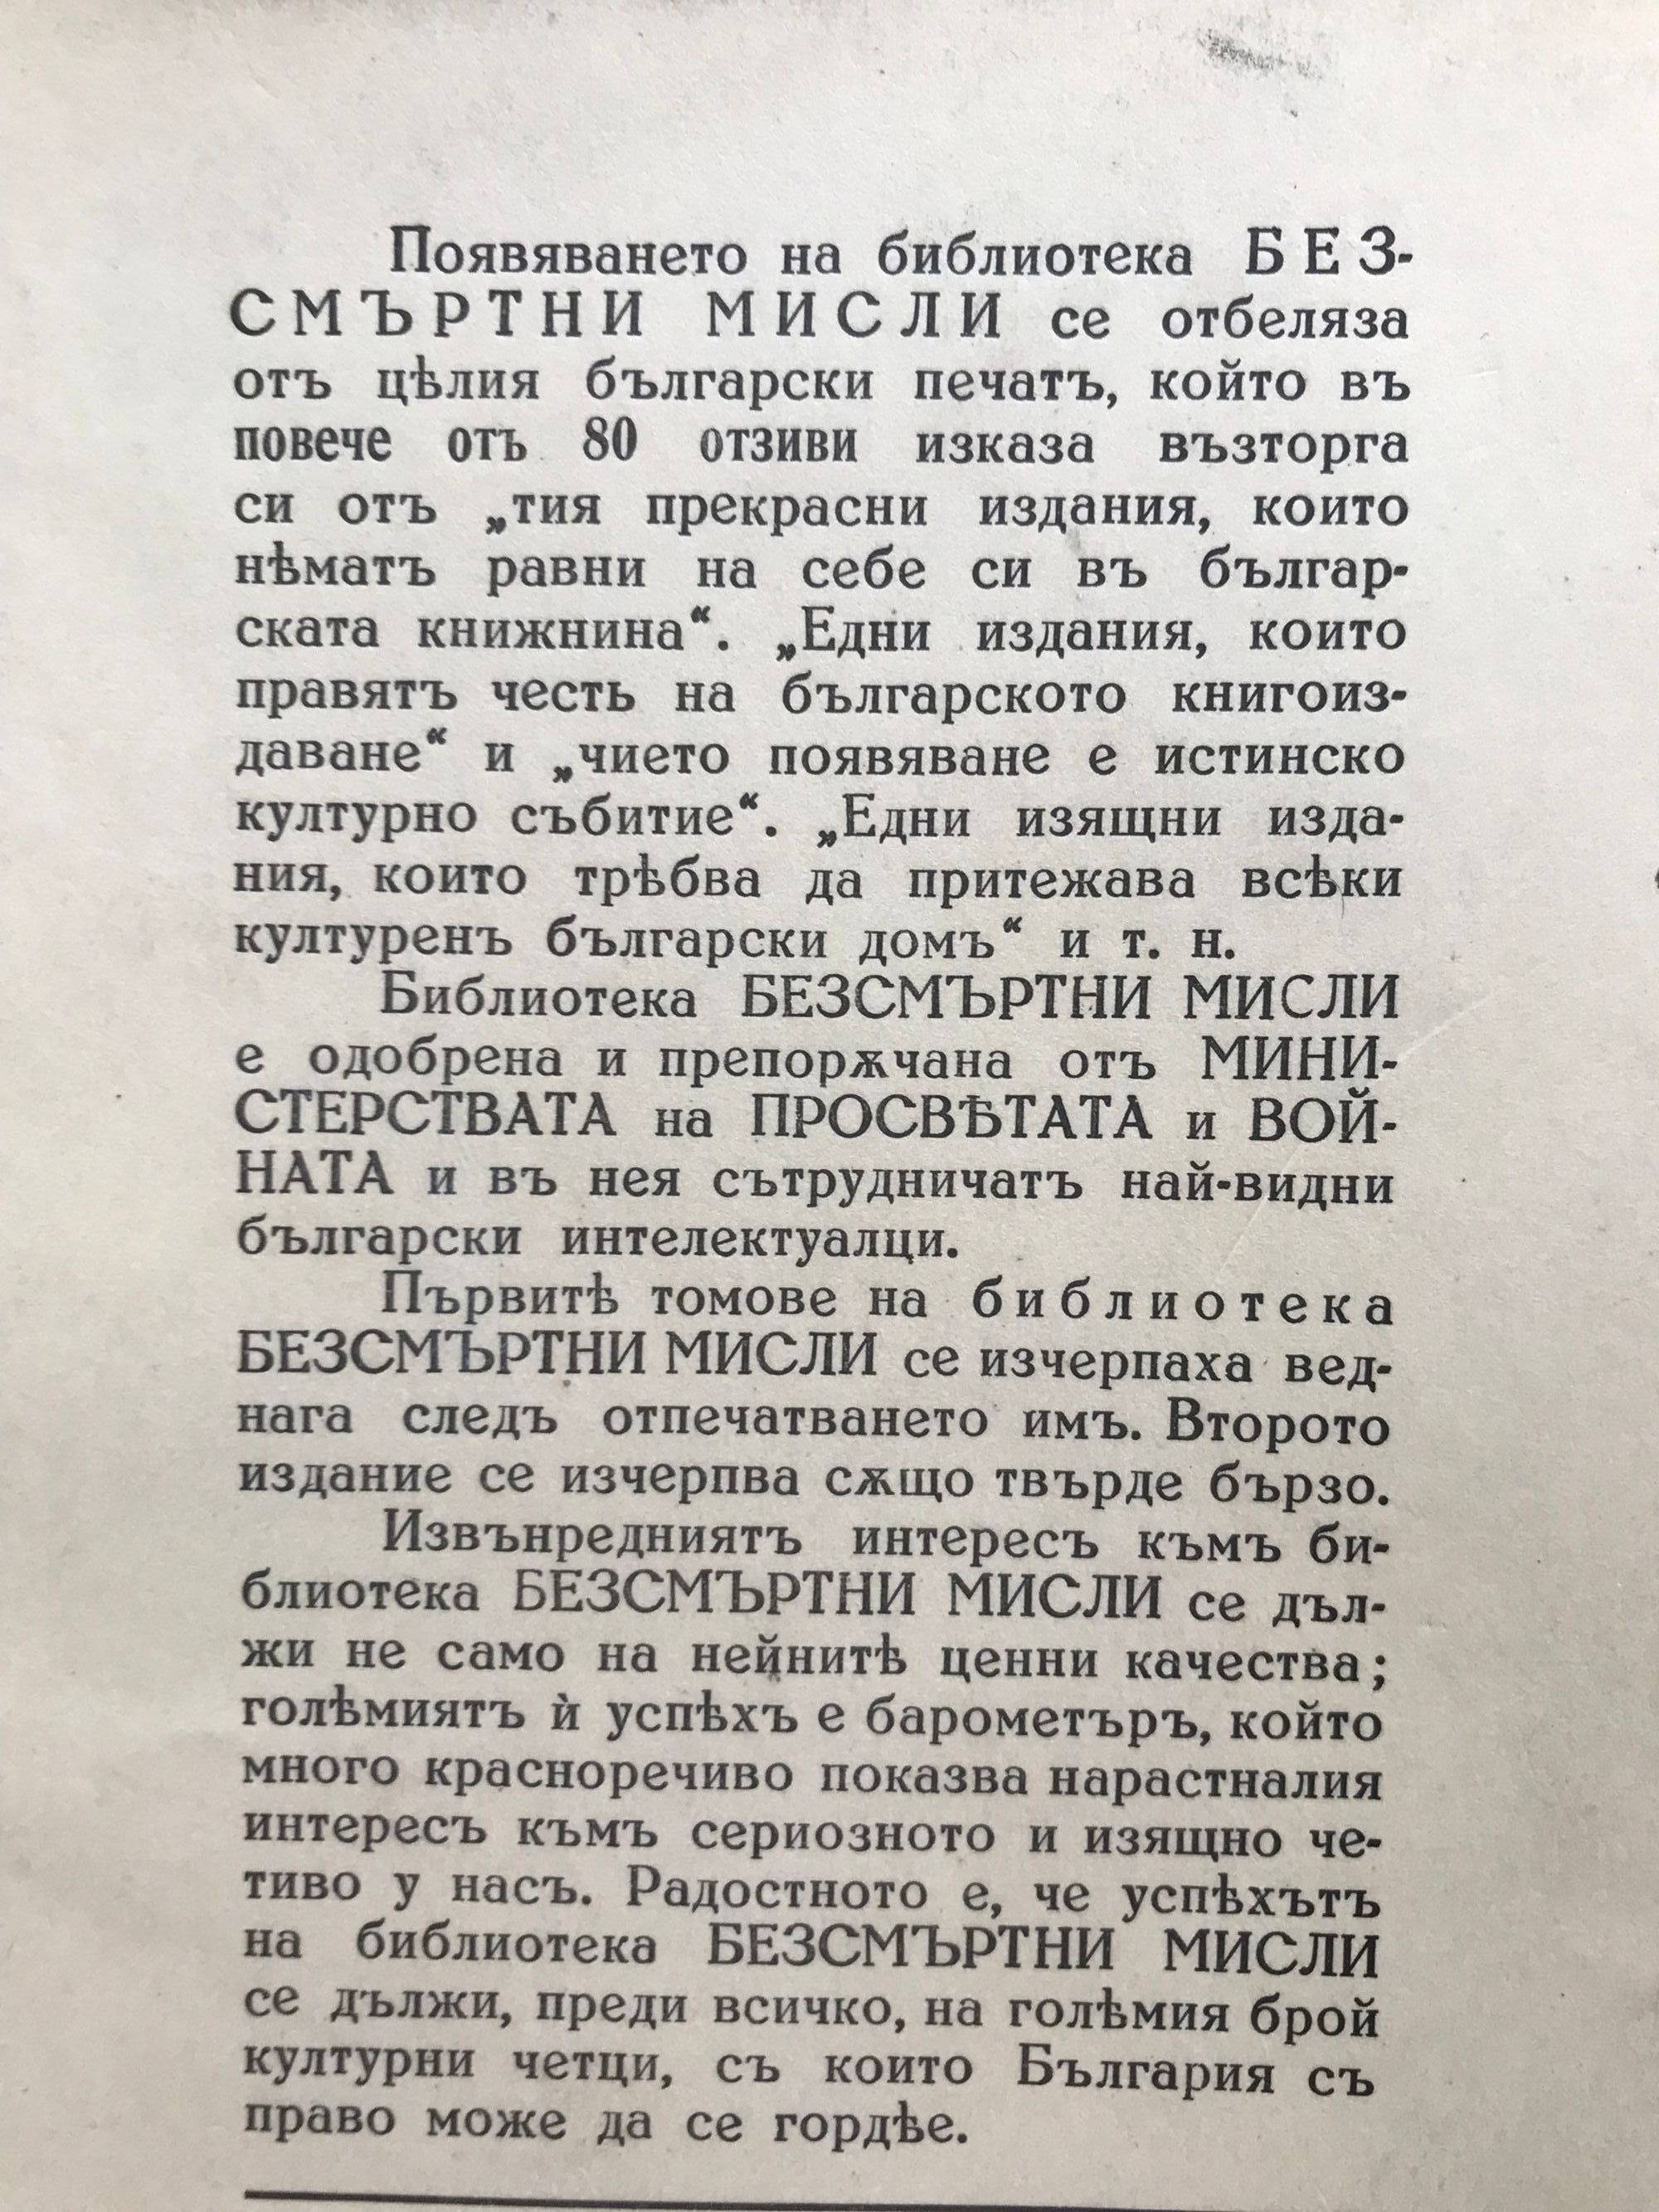 Появяването на библиотека БЕЗ-
СМЪРТНИ МИСЛИ се отбеляза
отъ цѣлия български печатъ, който въ
повече отъ 80 отзиви изказа възторга
си отъ „тия прекрасни издания, които
нѣматъ равни на себе си въ българ-
ската книжнина“. „Едни издания, които
правятъ честь на българското книгоиз-
даване“ и „чието появяване е истинско
културно събитие“. „Едни изящни изда-
ния, които трѣбва да притежава всѣки
културенъ български домъ“ и т. н.
Библиотека БЕЗСМЪРТНИ МИСЛИ
е одобрена и препорѫчана отъ МИНИ-
СТЕРСТВАТА на ПРОСВѢТАТА и ВОЙ-
НАТА и въ нея сътрудничатъ най-видни
български интелектуалци.
Първитѣ томове на библиотека
БЕЗСМЪРТНИ МИСЛИ се изчерпаха вед-
нага следъ отпечатването имъ. Второто
издание се изчерпва сѫщо твърде бързо.
Извънредниятъ интересъ къмъ би-
блиотека БЕЗСМЪРТНИ МИСЛИ се дъл-
жи не само на нейнитѣ ценни качества;
голѣмиятъ ѝ успѣхъ е барометъръ, който
много красноречиво показва нарастналия
интересъ къмъ сериозното и изящно че-
тиво у насъ. Радостното е, че успѣхътъ
на библиотека БЕЗСМЪРТНИ МИСЛИ
се дължи, преди всичко, на голѣмия брой
културни четци, съ които България съ
право може да се гордѣе.